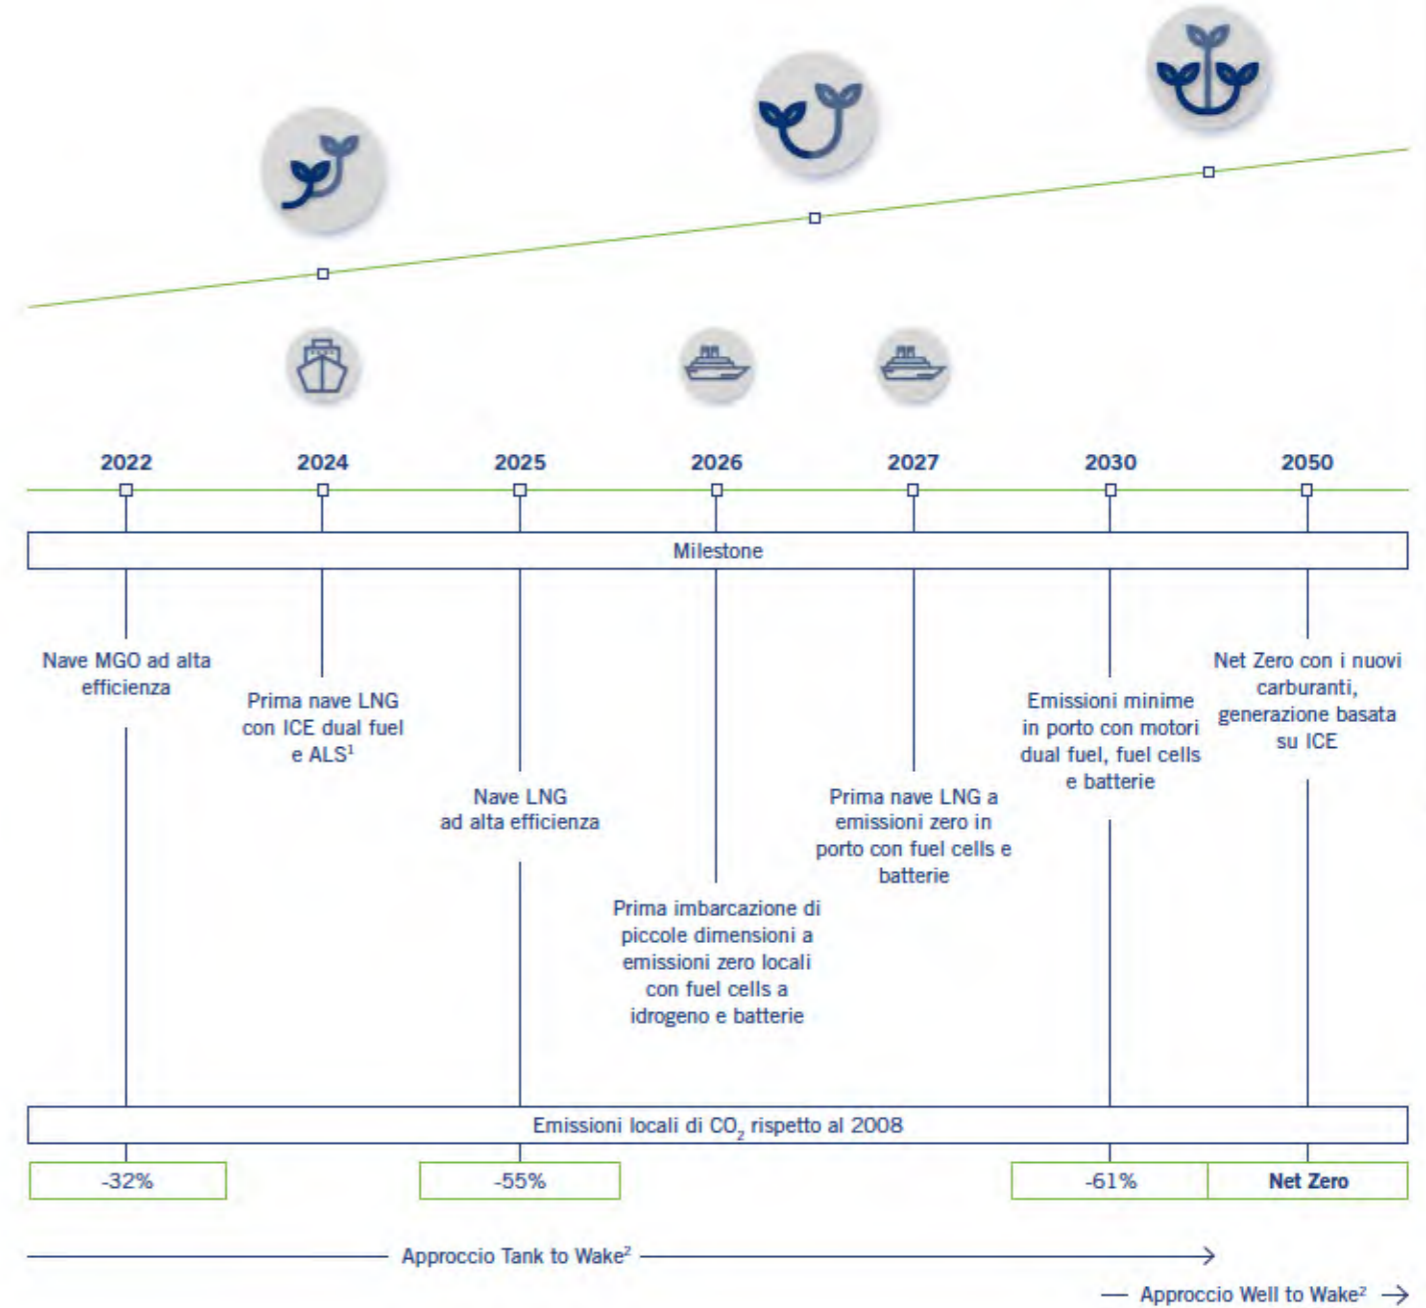 2022
2024
2025
2026
2027
2030
2050
Milestone
Nave MGO ad alta
efficienza
Prima nave LNG
con ICE dual fuel
e ALS¹
Nave LNG
ad alta efficienza
Prima imbarcazione di
piccole dimensioni a
emissioni zero locali
con fuel cells a
idrogeno e batterie
Prima nave LNG a
emissioni zero in
porto con fuel cells e
batterie
Emissioni minime
in porto con motori
dual fuel, fuel cells
e batterie
Net Zero con i nuovi
carburanti,
generazione basata
su ICE
Emissioni locali di CO₂ rispetto al 2008
-32%
-55%
-61%
Net Zero
Approccio Tank to Wake²
Approccio Well to Wake²